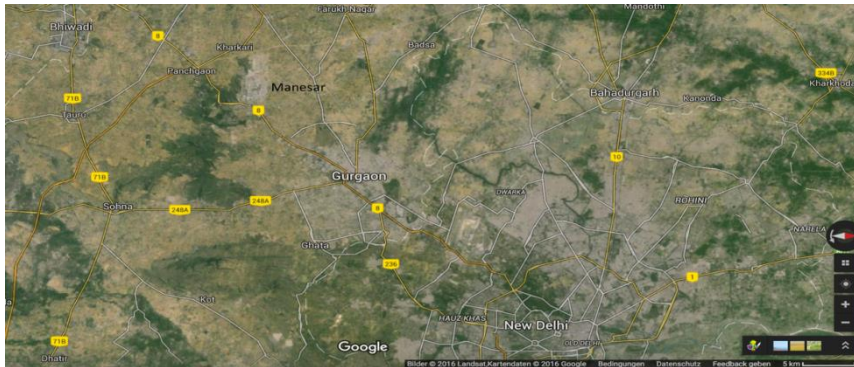 Farukh-Nagar
Mandothi
Bhiwadi
8
Kharkari
Badsa
Panchgaon
334B
Manesar
Bahadurgarh
Kharkhoda
71B
Kanonda
Tauru
8
10
Gurgaon
71B
DWARKA
Sohna
248A
248A
8
ROHINI
NARELA
Ghata
236
1
Kot
HAUZ KHAS
New Delhi
71B
Google
OLD DELHI
Dhatir
Bilder © 2016 Landsat,Kartendaten © 2016 Google Bedingungen Datenschutz Feedback geben 5 km